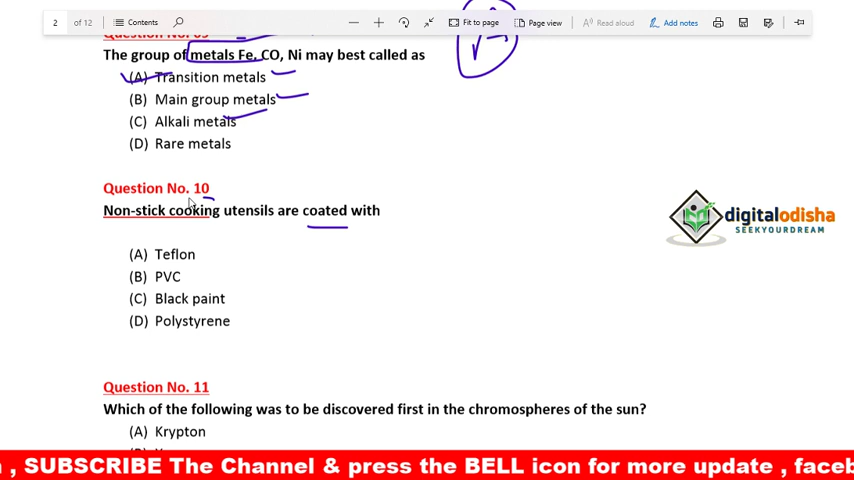 2 of 12 Contents Fit to page Page view Read aloud Add notes
Question No. 09
The group of metals Fe, CO, Ni may best called as
(A) Transition metals
(B) Main group metals
(C) Alkali metals
(D) Rare metals
Question No. 10
Non-stick cooking utensils are coated with
digitalodisha
SEEKYOURDREAM
(A) Teflon
(B) PVC
(C) Black paint
(D) Polystyrene
Question No. 11
Which of the following was to be discovered first in the chromospheres of the sun?
(A) Krypton
, SUBSCRIBE The Channel & press the BELL icon for more update , faceb